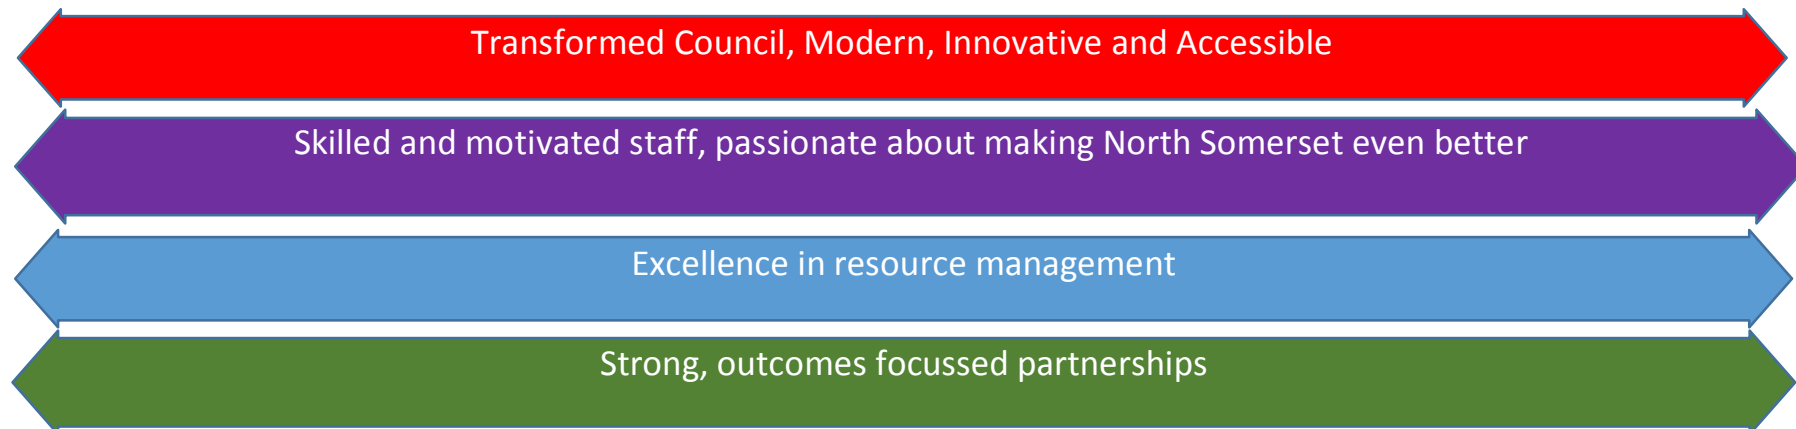 Transformed Council, Modern, Innovative and Accessible
Skilled and motivated staff, passionate about making North Somerset even better
Excellence in resource management
Strong, outcomes focussed partnerships